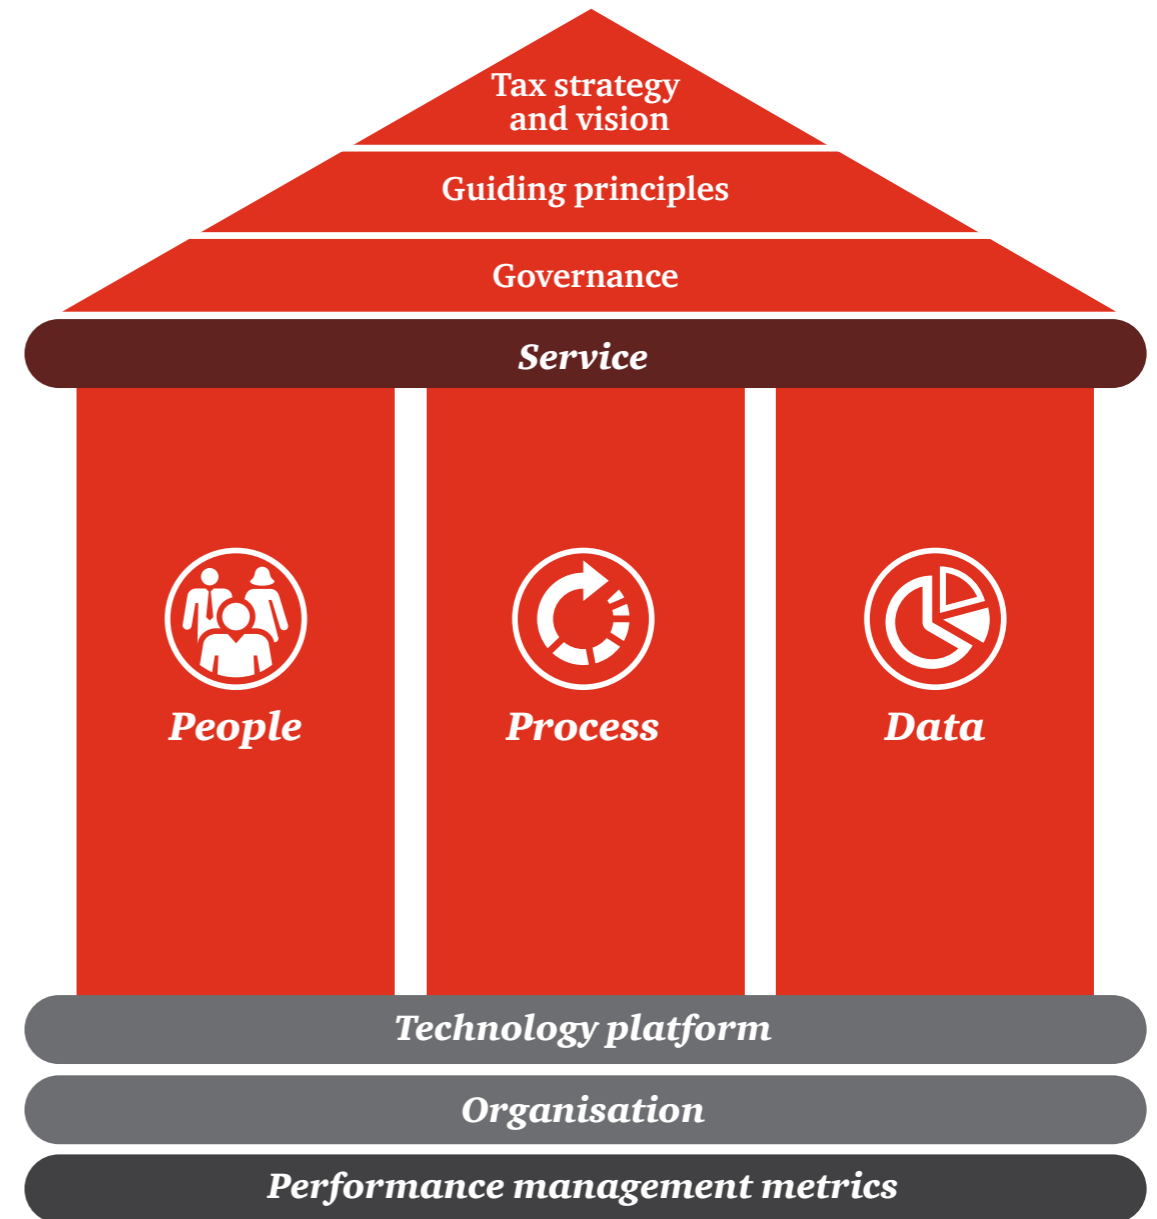 Tax strategy
and vision
Guiding principles
Governance
Service
People
Process
Data
Technology platform
Organisation
Performance management metrics